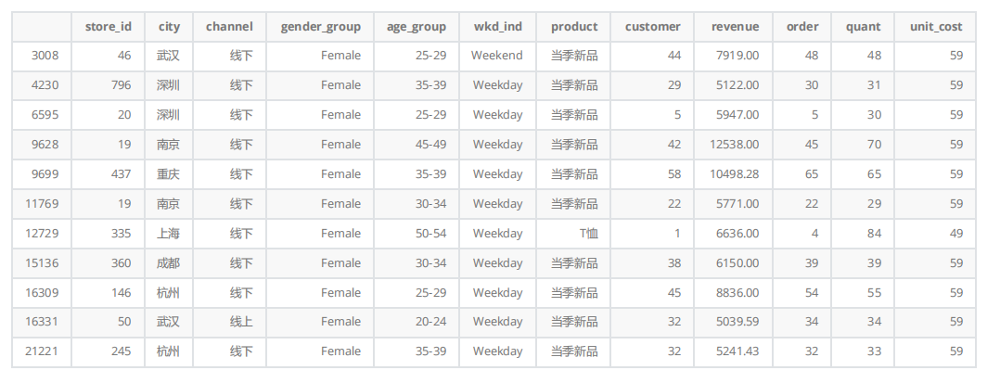 store_id city channel gender_group age_group wkd_ind product customer revenue order quant unit_cost
3008 46 武汉 线下 Female 25-29 Weekend 当季新品 44 7919.00 48 48 59
4230 796 深圳 线下 Female 35-39 Weekday 当季新品 29 5122.00 30 31 59
6595 20 深圳 线下 Female 25-29 Weekday 当季新品 5 5947.00 5 30 59
9628 19 南京 线下 Female 45-49 Weekday 当季新品 42 12538.00 45 70 59
9699 437 重庆 线下 Female 35-39 Weekday 当季新品 58 10498.28 65 65 59
11769 19 南京 线下 Female 30-34 Weekday 当季新品 22 5771.00 22 29 59
12729 335 上海 线下 Female 50-54 Weekday T恤 1 6636.00 4 84 49
15136 360 成都 线下 Female 30-34 Weekday 当季新品 38 6150.00 39 39 59
16309 146 杭州 线下 Female 25-29 Weekday 当季新品 45 8836.00 54 55 59
16331 50 武汉 线上 Female 20-24 Weekday 当季新品 32 5039.59 34 34 59
21221 245 杭州 线下 Female 35-39 Weekday 当季新品 32 5241.43 32 33 59